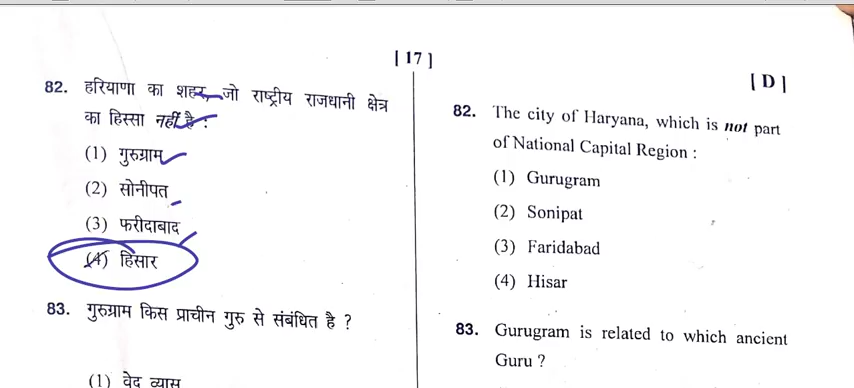 [ 17 ]
[ D ]
82. हरियाणा का शहर, जो राष्ट्रीय राजधानी क्षेत्र
का हिस्सा नहीं है :
(1) गुरुग्राम
(2) सोनीपत
(3) फरीदाबाद
(4) हिसार
83. गुरुग्राम किस प्राचीन गुरु से संबंधित है ?
(1) वेद व्यास
82. The city of Haryana, which is not part
of National Capital Region :
(1) Gurugram
(2) Sonipat
(3) Faridabad
(4) Hisar
83. Gurugram is related to which ancient
Guru ?